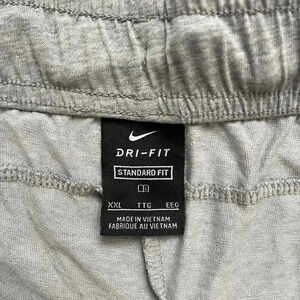 DRI-FIT
STANDARD FIT
XXL TTG EEG
MADE IN VIETNAM
FABRIQUÉ AU VIETNAM